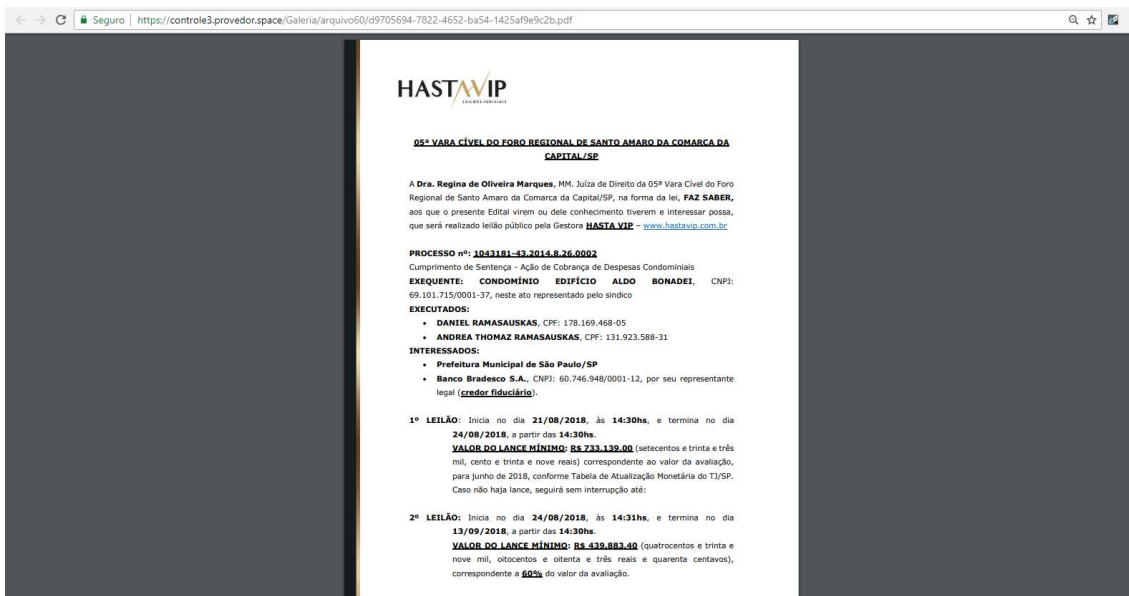 Seguro | https://controle3.provedor.space/Galeria/arquivo60/d9705694-7822-4652-ba54-1425af9e9c2b.pdf
HASTAVIP
LEILÕES JUDICIAIS
05ª VARA CÍVEL DO FORO REGIONAL DE SANTO AMARO DA COMARCA DA
CAPITAL/SP
A Dra. Regina de Oliveira Marques, MM. Juíza de Direito da 05ª Vara Cível do Foro
Regional de Santo Amaro da Comarca da Capital/SP, na forma da lei, FAZ SABER,
aos que o presente Edital virem ou dele conhecimento tiverem e interessar possa,
que será realizado leilão público pela Gestora HASTA VIP – www.hastavip.com.br
PROCESSO nº: 1043181-43.2014.8.26.0002
Cumprimento de Sentença - Ação de Cobrança de Despesas Condominiais
EXEQUENTE: CONDOMÍNIO EDIFÍCIO ALDO BONADEI, CNPJ:
69.101.715/0001-37, neste ato representado pelo sindico
EXECUTADOS:
• DANIEL RAMASAUSKAS, CPF: 178.169.468-05
• ANDREA THOMAZ RAMASAUSKAS, CPF: 131.923.588-31
INTERESSADOS:
• Prefeitura Municipal de São Paulo/SP
• Banco Bradesco S.A., CNPJ: 60.746.948/0001-12, por seu representante
legal (credor fiduciário).
1º LEILÃO: Inicia no dia 21/08/2018, às 14:30hs, e termina no dia
24/08/2018, a partir das 14:30hs.
VALOR DO LANCE MÍNIMO: R$ 733.139,00 (setecentos e trinta e três
mil, cento e trinta e nove reais) correspondente ao valor da avaliação,
para junho de 2018, conforme Tabela de Atualização Monetária do TJ/SP.
Caso não haja lance, seguirá sem interrupção até:
2º LEILÃO: Inicia no dia 24/08/2018, às 14:31hs, e termina no dia
13/09/2018, a partir das 14:30hs.
VALOR DO LANCE MÍNIMO: R$ 439.883,40 (quatrocentos e trinta e
nove mil, oitocentos e oitenta e três reais e quarenta centavos),
correspondente a 60% do valor da avaliação.